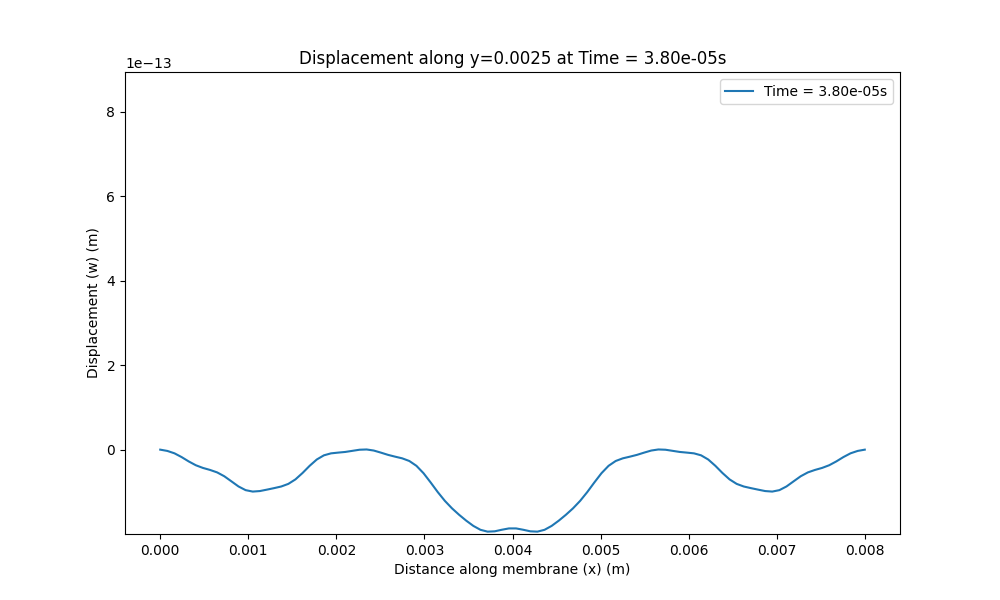 Displacement along y=0.0025 at Time = 3.80e-05s
1e−13
Time = 3.80e-05s
8
6
4
2
0
Displacement (w) (m)
0.000 0.001 0.002 0.003 0.004 0.005 0.006 0.007 0.008
Distance along membrane (x) (m)